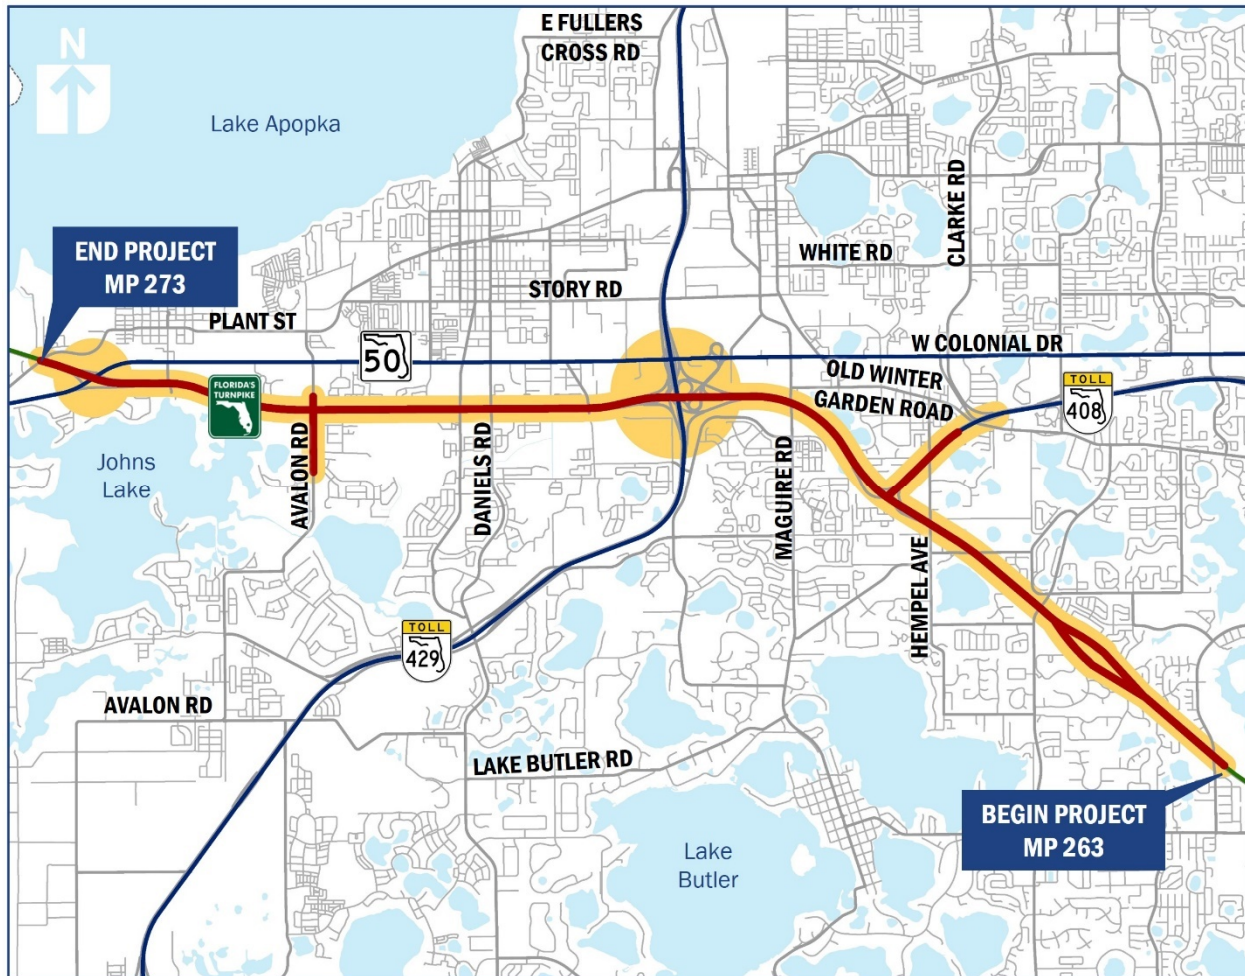 E FULLERS
CROSS RD
N
Lake Apopka
CLARKE RD
WHITE RD
END PROJECT
MP 273
STORY RD
PLANT ST
W COLONIAL DR
50
OLD WINTER
GARDEN ROAD
TOLL
408
FLORIDA'S
TURNPIKE
Johns
Lake
AVALON RD
DANIELS RD
MAGUIRE RD
HEMPEL AVE
TOLL
429
AVALON RD
LAKE BUTLER RD
BEGIN PROJECT
MP 263
Lake
Butler